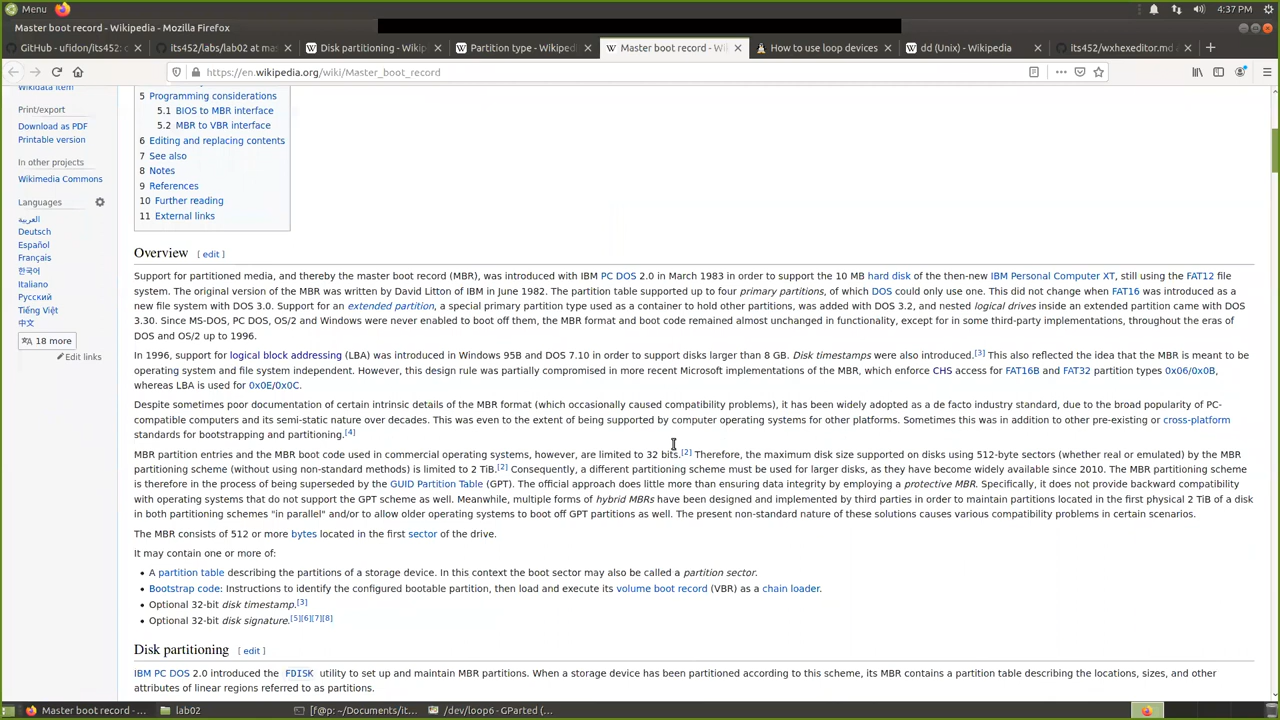 Menu
4:37 PM
Master boot record - Wikipedia - Mozilla Firefox
GitHub - ufidon/its452: c
its452/labs/lab02 at mas
Disk partitioning - Wikip
Partition type - Wikiped
Master boot record - Wi
How to use loop devices
dd (Unix) - Wikipedia
its452/wxhexeditor.md a
https://en.wikipedia.org/wiki/Master_boot_record
Wikidata item
Print/export
Download as PDF
Printable version
In other projects
Wikimedia Commons
Languages
العربية
Deutsch
Español
Français
한국어
Italiano
Русский
Tiếng Việt
中文
18 more
Edit links
5 Programming considerations
5.1 BIOS to MBR interface
5.2 MBR to VBR interface
6 Editing and replacing contents
7 See also
8 Notes
9 References
10 Further reading
11 External links
Overview [ edit ]
Support for partitioned media, and thereby the master boot record (MBR), was introduced with IBM PC DOS 2.0 in March 1983 in order to support the 10 MB hard disk of the then-new IBM Personal Computer XT, still using the FAT12 file
system. The original version of the MBR was written by David Litton of IBM in June 1982. The partition table supported up to four primary partitions, of which DOS could only use one. This did not change when FAT16 was introduced as a
new file system with DOS 3.0. Support for an extended partition, a special primary partition type used as a container to hold other partitions, was added with DOS 3.2, and nested logical drives inside an extended partition came with DOS
3.30. Since MS-DOS, PC DOS, OS/2 and Windows were never enabled to boot off them, the MBR format and boot code remained almost unchanged in functionality, except for in some third-party implementations, throughout the eras of
DOS and OS/2 up to 1996.
In 1996, support for logical block addressing (LBA) was introduced in Windows 95B and DOS 7.10 in order to support disks larger than 8 GB. Disk timestamps were also introduced.[3] This also reflected the idea that the MBR is meant to be
operating system and file system independent. However, this design rule was partially compromised in more recent Microsoft implementations of the MBR, which enforce CHS access for FAT16B and FAT32 partition types 0x06/0x0B,
whereas LBA is used for 0x0E/0x0C.
Despite sometimes poor documentation of certain intrinsic details of the MBR format (which occasionally caused compatibility problems), it has been widely adopted as a de facto industry standard, due to the broad popularity of PC-
compatible computers and its semi-static nature over decades. This was even to the extent of being supported by computer operating systems for other platforms. Sometimes this was in addition to other pre-existing or cross-platform
standards for bootstrapping and partitioning.[4]
MBR partition entries and the MBR boot code used in commercial operating systems, however, are limited to 32 bits.[2] Therefore, the maximum disk size supported on disks using 512-byte sectors (whether real or emulated) by the MBR
partitioning scheme (without using non-standard methods) is limited to 2 TiB.[2] Consequently, a different partitioning scheme must be used for larger disks, as they have become widely available since 2010. The MBR partitioning scheme
is therefore in the process of being superseded by the GUID Partition Table (GPT). The official approach does little more than ensuring data integrity by employing a protective MBR. Specifically, it does not provide backward compatibility
with operating systems that do not support the GPT scheme as well. Meanwhile, multiple forms of hybrid MBRs have been designed and implemented by third parties in order to maintain partitions located in the first physical 2 TiB of a disk
in both partitioning schemes "in parallel" and/or to allow older operating systems to boot off GPT partitions as well. The present non-standard nature of these solutions causes various compatibility problems in certain scenarios.
The MBR consists of 512 or more bytes located in the first sector of the drive.
It may contain one or more of:
• A partition table describing the partitions of a storage device. In this context the boot sector may also be called a partition sector.
• Bootstrap code: Instructions to identify the configured bootable partition, then load and execute its volume boot record (VBR) as a chain loader.
• Optional 32-bit disk timestamp.[3]
• Optional 32-bit disk signature.[5][6][7][8]
Disk partitioning [ edit ]
IBM PC DOS 2.0 introduced the FDISK utility to set up and maintain MBR partitions. When a storage device has been partitioned according to this scheme, its MBR contains a partition table describing the locations, sizes, and other
attributes of linear regions referred to as partitions.
Master boot record - ...
lab02
[f@p: ~/Documents/it...
/dev/loop6 - GParted (...